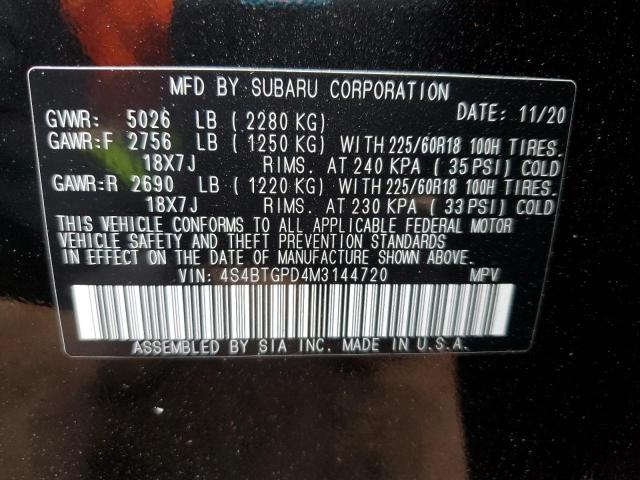 MFD BY SUBARU CORPORATION
DATE: 11/20
GVWR: 5026 LB ( 2280 KG)
GAWR:F 2756 LB ( 1250 KG) WITH 225/60R18 100H TIRES.
18X7J RIMS. AT 240 KPA ( 35 PSI) COLD
GAWR:R 2690 LB ( 1220 KG) WITH 225/60R18 100H TIRES.
18X7J RIMS. AT 230 KPA ( 33 PSI) COLD
THIS VEHICLE CONFORMS TO ALL APPLICABLE FEDERAL MOTOR
VEHICLE SAFETY AND THEFT PREVENTION STANDARDS IN
EFFECT ON THE DATE OF MANUFACTURE SHOWN ABOVE.
VIN: 4S4BTGPD4M3144720 MPV
ASSEMBLED BY SIA INC. MADE IN U.S.A.